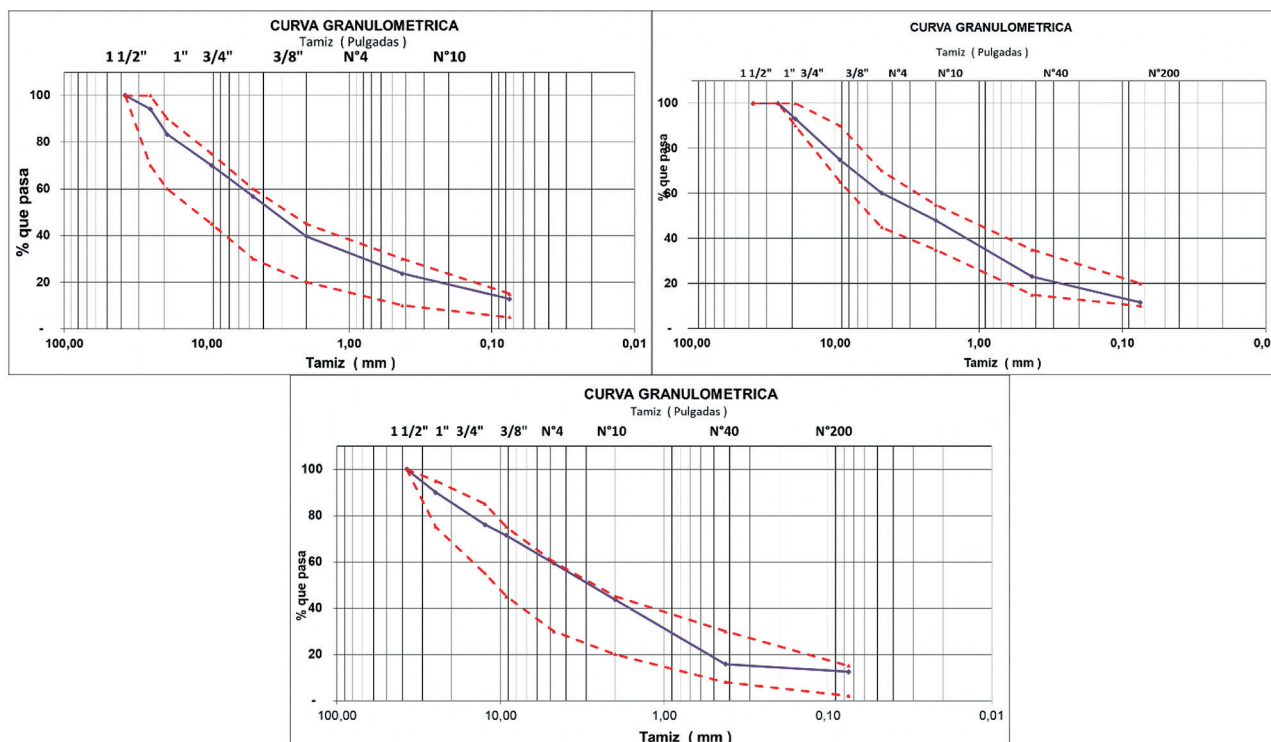 CURVA GRANULOMETRICA
Tamiz ( Pulgadas )
1 1/2" 1" 3/4" 3/8" N°4 N°10
% que pasa
100
80
60
40
20
-
100,00 10,00 1,00 0,10 0,01
Tamiz ( mm )
CURVA GRANULOMETRICA
Tamiz ( Pulgadas )
1 1/2" 1" 3/4" 3/8" N°4 N°10 N°40 N°200
% que pasa
100
80
60
40
20
-
100,00 10,00 1,00 0,10 0,0
Tamiz ( mm )
CURVA GRANULOMETRICA
Tamiz ( Pulgadas )
1 1/2" 1" 3/4" 3/8" N°4 N°10 N°40 N°200
% que pasa
100
80
60
40
20
-
100,00 10,00 1,00 0,10 0,01
Tamiz ( mm )